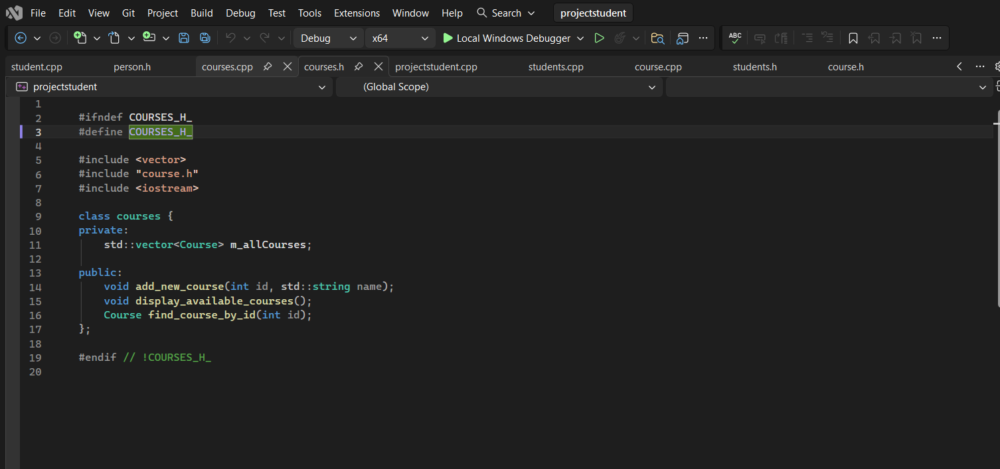 File Edit View Git Project Build Debug Test Tools Extensions Window Help Search projectstudent
Debug x64 Local Windows Debugger ABC
student.cpp person.h courses.cpp courses.h projectstudent.cpp students.cpp course.cpp students.h course.h
projectstudent (Global Scope)
1
2 #ifndef COURSES_H_
3 #define COURSES_H_
4
5 #include <vector>
6 #include "course.h"
7 #include <iostream>
8
9 class courses {
10 private:
11 std::vector<Course> m_allCourses;
12
13 public:
14 void add_new_course(int id, std::string name);
15 void display_available_courses();
16 Course find_course_by_id(int id);
17 };
18
19 #endif // !COURSES_H_
20